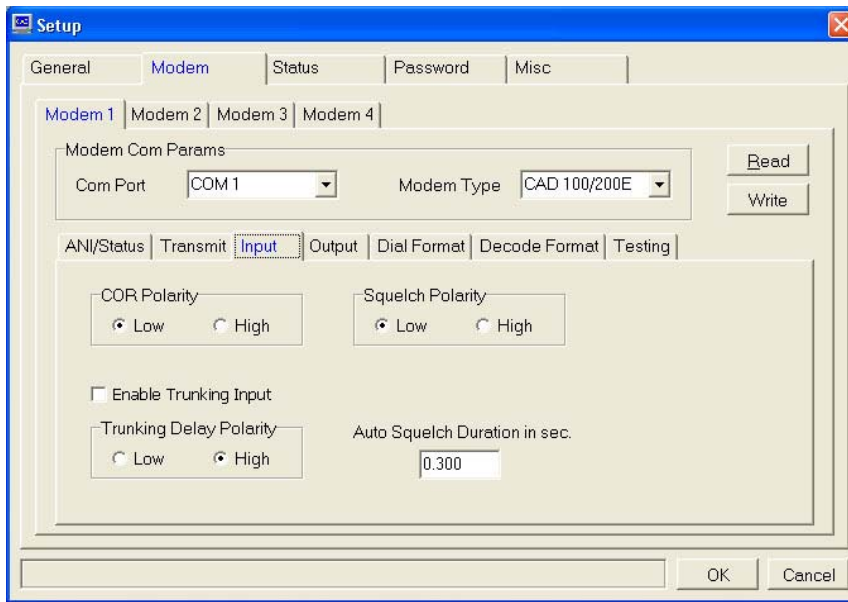 Setup
General Modem Status Password Misc
Modem 1 Modem 2 Modem 3 Modem 4
Modem Com Params
Com Port COM 1 Modem Type CAD 100/200E
Read
Write
ANI/Status Transmit Input Output Dial Format Decode Format Testing
COR Polarity Squelch Polarity
Low High Low High
Enable Trunking Input
Trunking Delay Polarity Auto Squelch Duration in sec.
Low High 0.300
OK Cancel